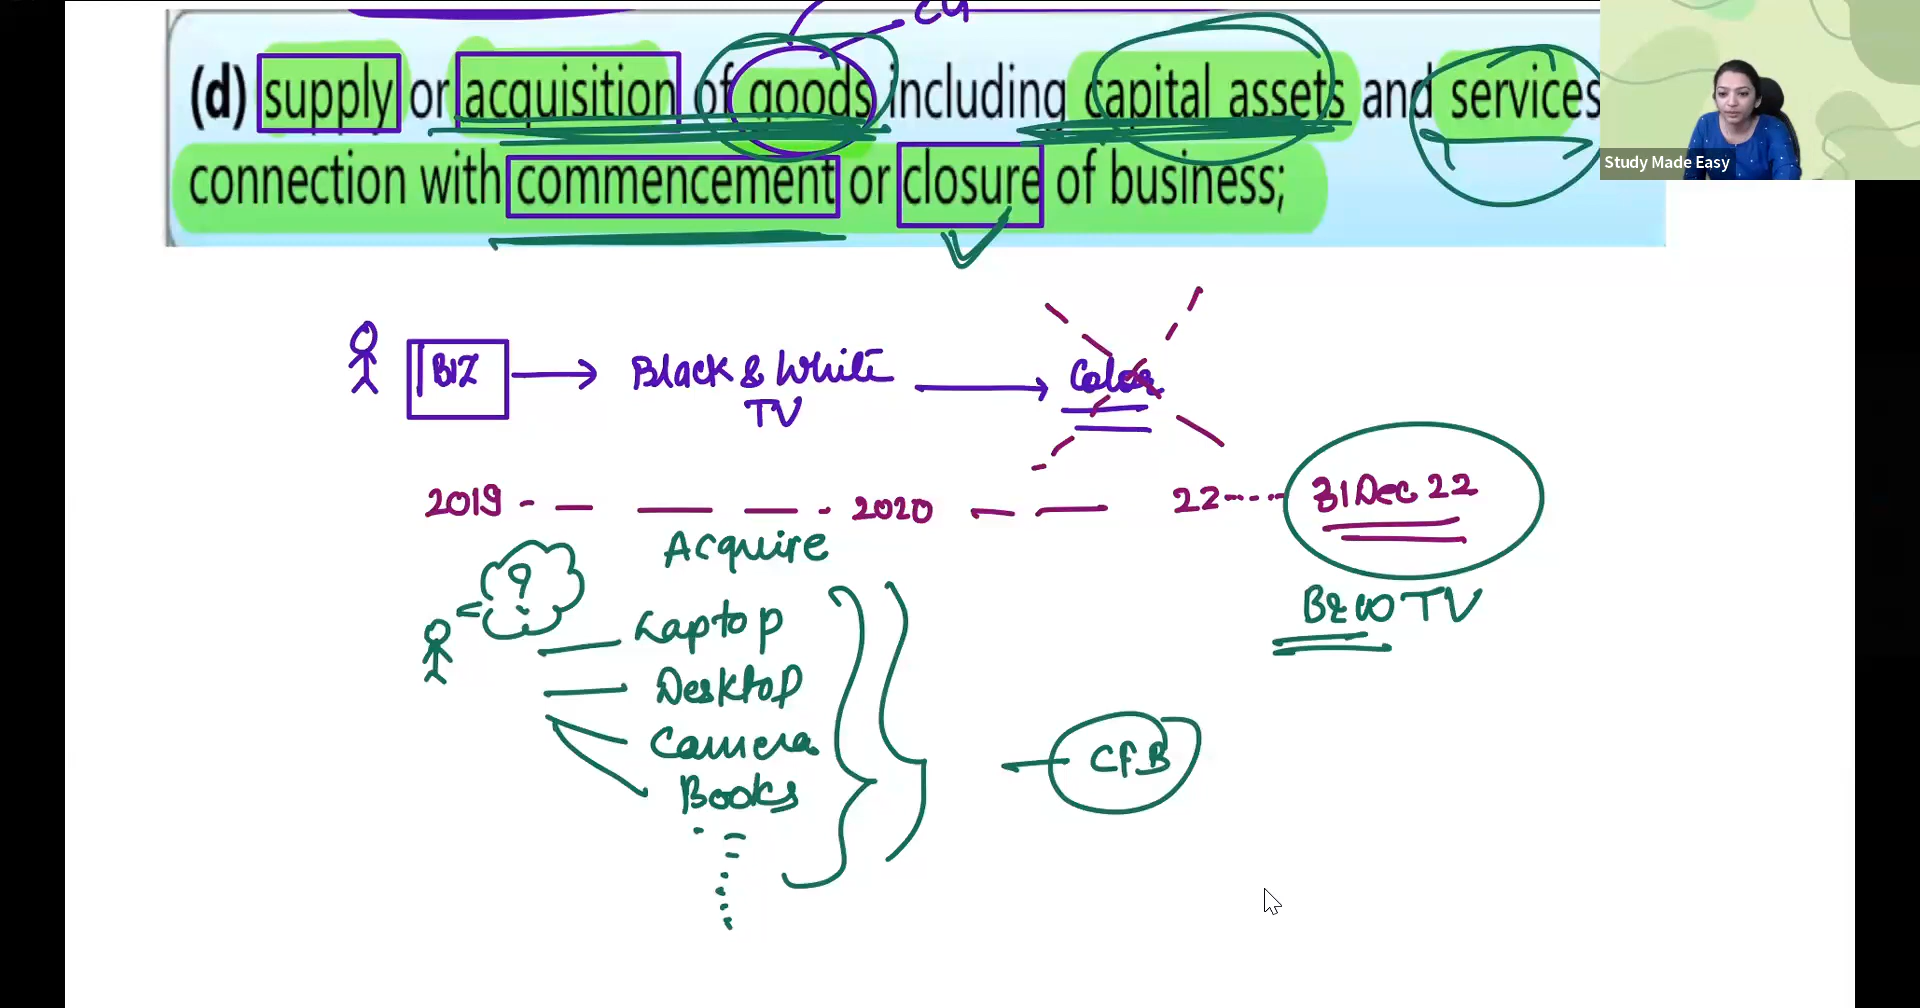 CG
(d) supply or acquisition of goods including capital assets and services
connection with commencement or closure of business;
Study Made Easy
BIZ
Black & White
TV
Color
2019 2020 22 31 Dec 22
Acquire
?
B&W TV
Laptop
Desktop
Camera
CFB
Books